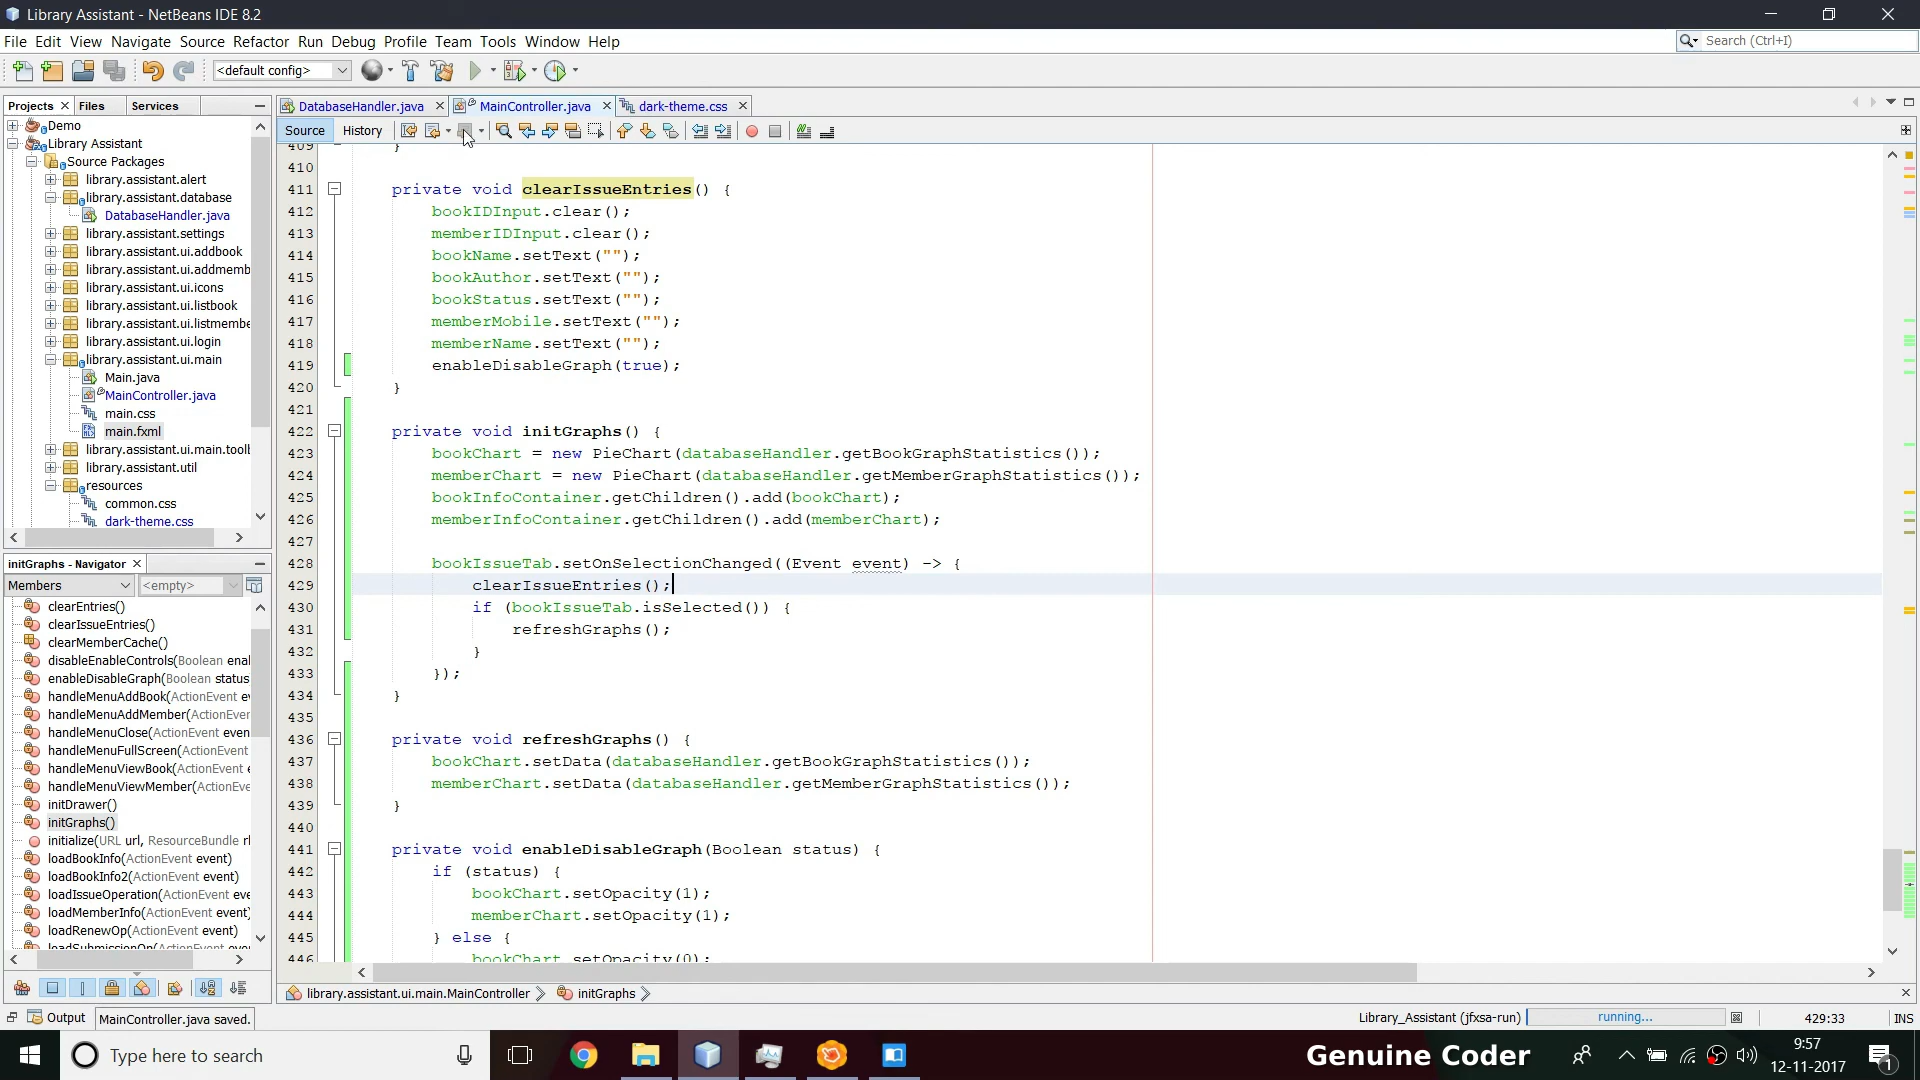 Library Assistant - NetBeans IDE 8.2
File Edit View Navigate Source Refactor Run Debug Profile Team Tools Window Help
Search (Ctrl+I)
<default config>
Projects Files Services
DatabaseHandler.java MainController.java dark-theme.css
Source History
Demo
Library Assistant
Source Packages
library.assistant.alert
library.assistant.database
DatabaseHandler.java
library.assistant.settings
library.assistant.ui.addbook
library.assistant.ui.addmemb
library.assistant.ui.icons
library.assistant.ui.listbook
library.assistant.ui.listmembe
library.assistant.ui.login
library.assistant.ui.main
Main.java
MainController.java
main.css
main.fxml
library.assistant.ui.main.toolb
library.assistant.util
resources
common.css
dark-theme.css
initGraphs - Navigator
Members <empty>
clearEntries()
clearIssueEntries()
clearMemberCache()
disableEnableControls(Boolean enal
enableDisableGraph(Boolean status
handleMenuAddBook(ActionEvent ev
handleMenuAddMember(ActionEver
handleMenuClose(ActionEvent even
handleMenuFullScreen(ActionEvent
handleMenuViewBook(ActionEvent e
handleMenuViewMember(ActionEve
initDrawer()
initGraphs()
initialize(URL url, ResourceBundle rl
loadBookInfo(ActionEvent event)
loadBookInfo2(ActionEvent event)
loadIssueOperation(ActionEvent eve
loadMemberInfo(ActionEvent event)
loadRenewOp(ActionEvent event)
loadSubmissionOp(ActionEvent eve
409 }
410
411 private void clearIssueEntries() {
412 bookIDInput.clear();
413 memberIDInput.clear();
414 bookName.setText("");
415 bookAuthor.setText("");
416 bookStatus.setText("");
417 memberMobile.setText("");
418 memberName.setText("");
419 enableDisableGraph(true);
420 }
421
422 private void initGraphs() {
423 bookChart = new PieChart(databaseHandler.getBookGraphStatistics());
424 memberChart = new PieChart(databaseHandler.getMemberGraphStatistics());
425 bookInfoContainer.getChildren().add(bookChart);
426 memberInfoContainer.getChildren().add(memberChart);
427
428 bookIssueTab.setOnSelectionChanged((Event event) -> {
429 clearIssueEntries();
430 if (bookIssueTab.isSelected()) {
431 refreshGraphs();
432 }
433 });
434 }
435
436 private void refreshGraphs() {
437 bookChart.setData(databaseHandler.getBookGraphStatistics());
438 memberChart.setData(databaseHandler.getMemberGraphStatistics());
439 }
440
441 private void enableDisableGraph(Boolean status) {
442 if (status) {
443 bookChart.setOpacity(1);
444 memberChart.setOpacity(1);
445 } else {
446 bookChart.setOpacity(0);
library.assistant.ui.main.MainController initGraphs
Output MainController.java saved.
Library_Assistant (jfxsa-run) running... 429:33 INS
Type here to search
Genuine Coder
9:57
12-11-2017
1